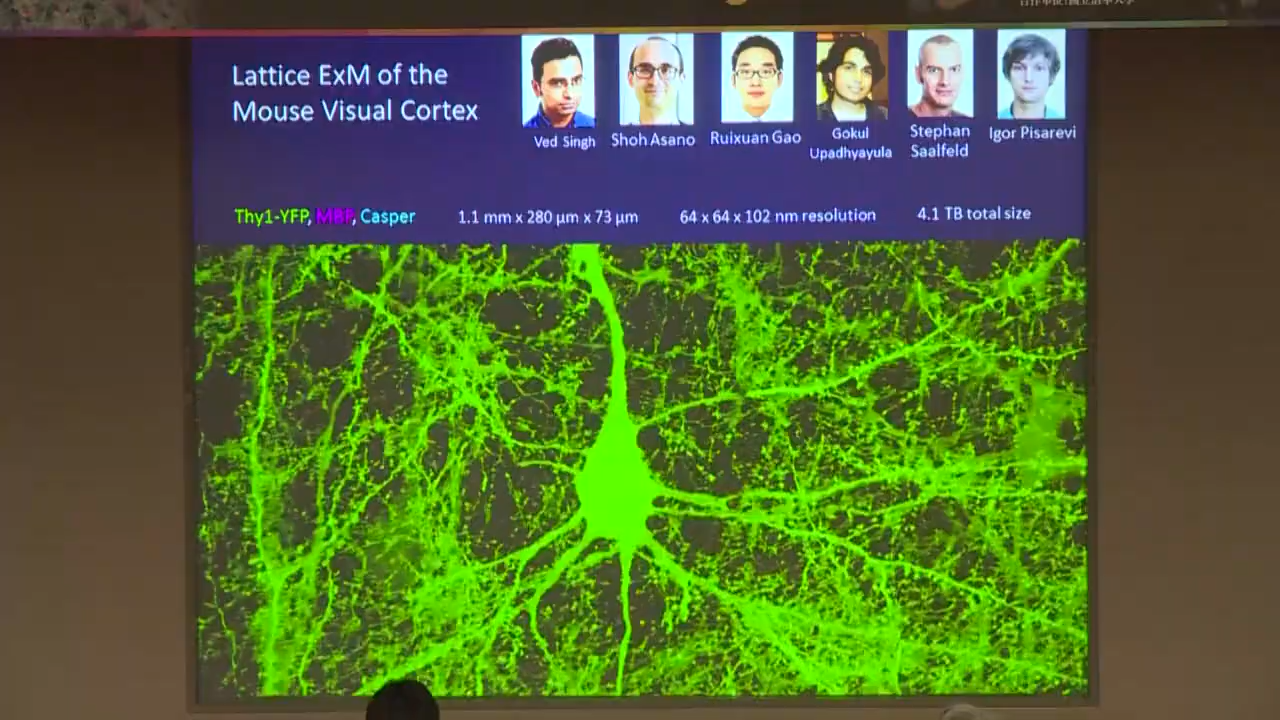 Lattice ExM of the
Mouse Visual Cortex
Ved Singh
Shoh Asano
Ruixuan Gao
Gokul
Upadhyayula
Stephan
Saalfeld
Igor Pisarevi
Thy1-YFP, MBP, Casper
1.1 mm x 280 µm x 73 µm
64 x 64 x 102 nm resolution
4.1 TB total size